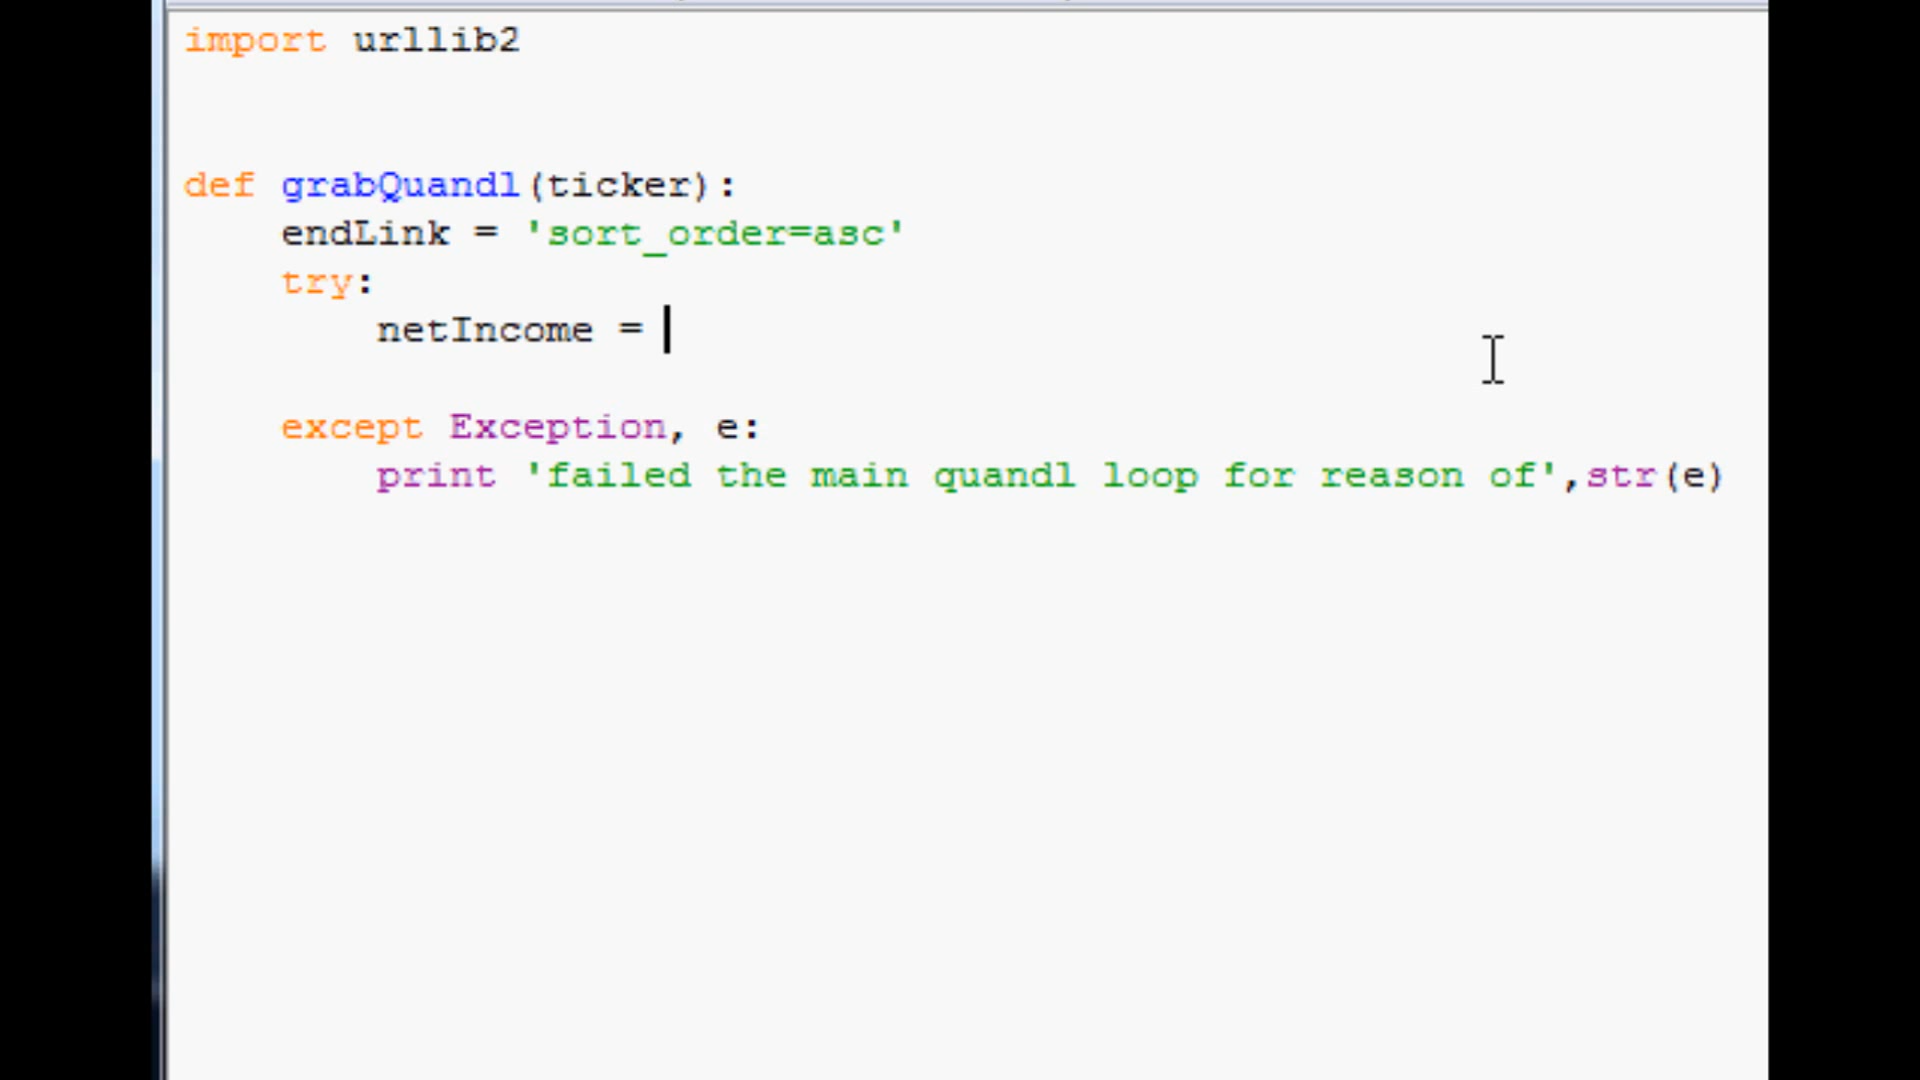 import urllib2
def grabQuandl(ticker):
endLink = 'sort_order=asc'
try:
netIncome =
except Exception, e:
print 'failed the main quandl loop for reason of',str(e)